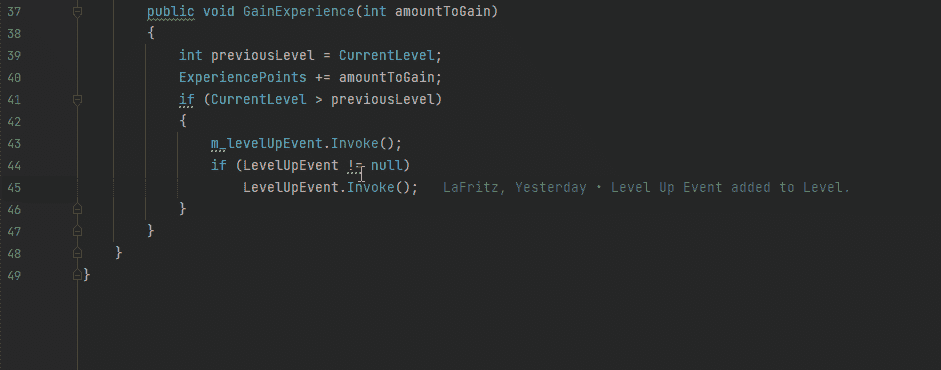 37 public void GainExperience(int amountToGain)
38 {
39 int previousLevel = CurrentLevel;
40 ExperiencePoints += amountToGain;
41 if (CurrentLevel > previousLevel)
42 {
43 m_levelUpEvent.Invoke();
44 if (LevelUpEvent != null)
45 LevelUpEvent.Invoke(); LaFritz, Yesterday • Level Up Event added to Level.
46 }
47 }
48 }
49 }